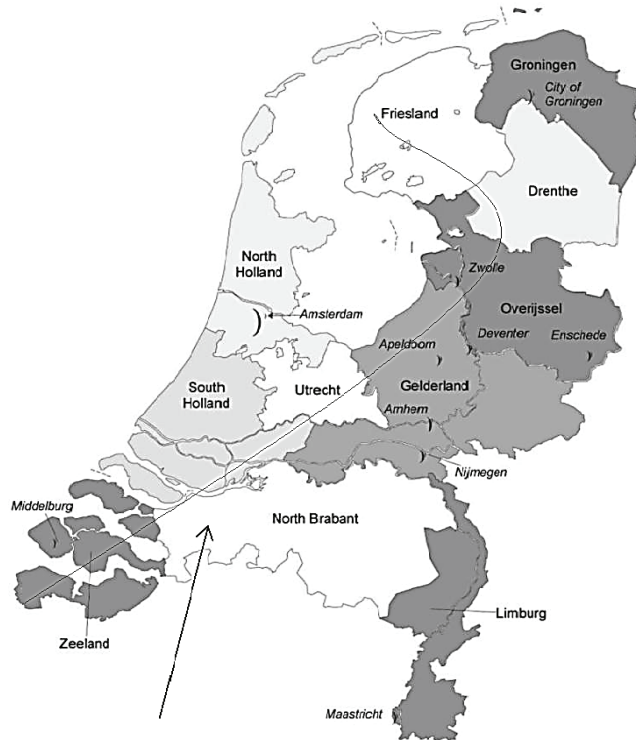 Groningen
City of
Groningen
Friesland
Drenthe
North
Holland
Zwolle
Overijssel
Amsterdam
Deventer
Enschede
Apeldoorn
South
Holland
Utrecht
Gelderland
Arnhem
Nijmegen
Middelburg
North Brabant
Limburg
Zeeland
Maastricht